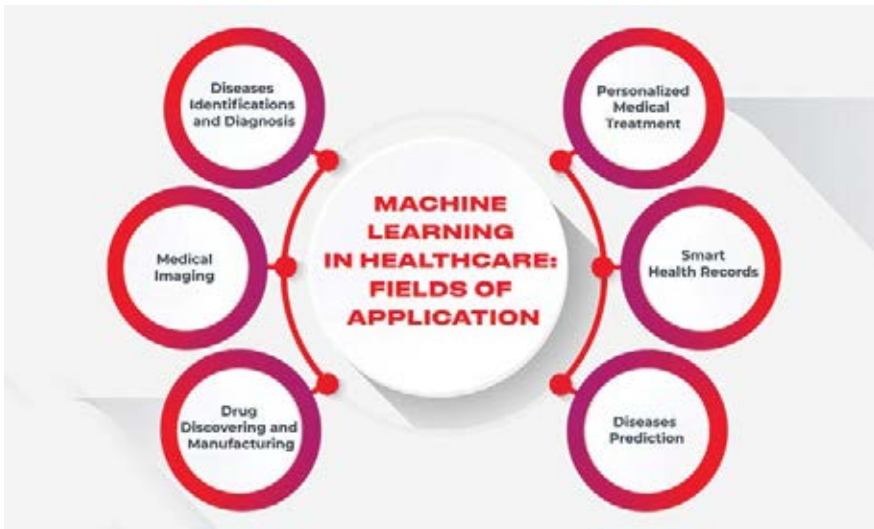 Diseases
Identifications
and Diagnosis
Medical
Imaging
Drug
Discovering and
Manufacturing
MACHINE
LEARNING
IN HEALTHCARE:
FIELDS OF
APPLICATION
Personalized
Medical
Treatment
Smart
Health Records
Diseases
Prediction